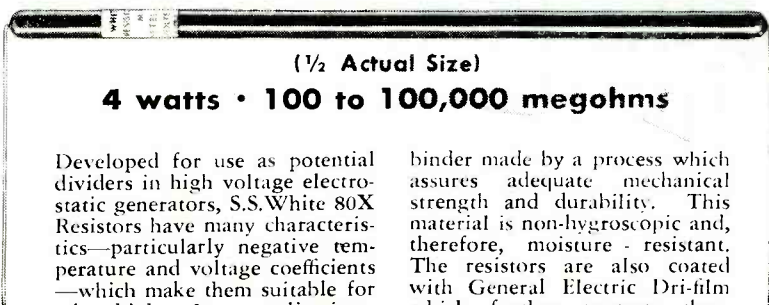 (½ Actual Size)
4 watts • 100 to 100,000 megohms
Developed for use as potential
dividers in high voltage electro-
static generators, S.S.White 80X
Resistors have many characteris-
tics—particularly negative tem-
perature and voltage coefficients
—which make them suitable for
binder made by a process which
assures adequate mechanical
strength and durability. This
material is non-hygroscopic and,
therefore, moisture - resistant.
The resistors are also coated
with General Electric Dri-film